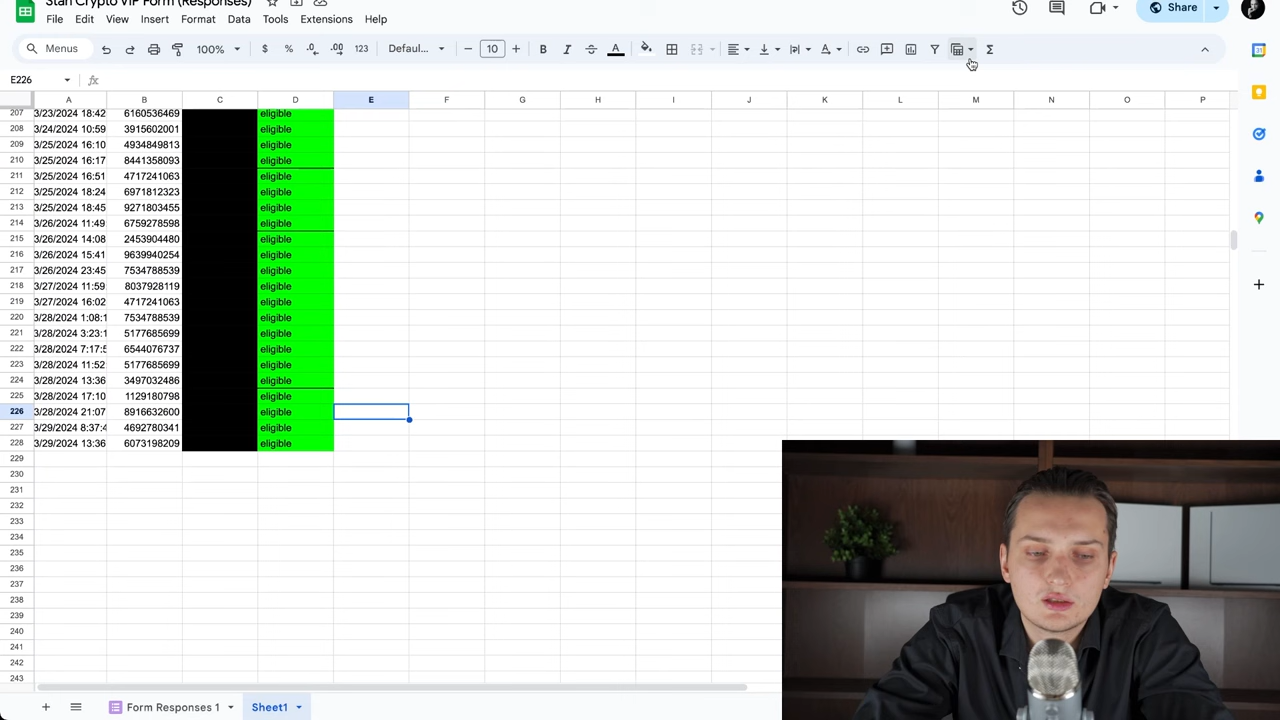 Stan Crypto VIP Form (Responses)
File Edit View Insert Format Data Tools Extensions Help
Share
Menus 100% $ % .0 .00 123 Defaul... 10 B I S A Σ
E226 fx
A B C D E F G H I J K L M N O P
207 3/23/2024 18:42 6160536469 eligible
208 3/24/2024 10:59 3915602001 eligible
209 3/25/2024 16:10 4934849813 eligible
210 3/25/2024 16:17 8441358093 eligible
211 3/25/2024 16:51 4717241063 eligible
212 3/25/2024 18:24 6971812323 eligible
213 3/25/2024 18:45 9271803455 eligible
214 3/26/2024 11:49 6759278598 eligible
215 3/26/2024 14:08 2453904480 eligible
216 3/26/2024 15:41 9639940254 eligible
217 3/26/2024 23:45 7534788539 eligible
218 3/27/2024 11:59 8037928119 eligible
219 3/27/2024 16:02 4717241063 eligible
220 3/28/2024 1:08:1 7534788539 eligible
221 3/28/2024 3:23:1 5177685699 eligible
222 3/28/2024 7:17:5 6544076737 eligible
223 3/28/2024 11:52 5177685699 eligible
224 3/28/2024 13:36 3497032486 eligible
225 3/28/2024 17:10 1129180798 eligible
226 3/28/2024 21:07 8916632600 eligible
227 3/29/2024 8:37:4 4692780341 eligible
228 3/29/2024 13:36 6073198209 eligible
229
230
231
232
233
234
235
236
237
238
239
240
241
242
243
Form Responses 1 Sheet1